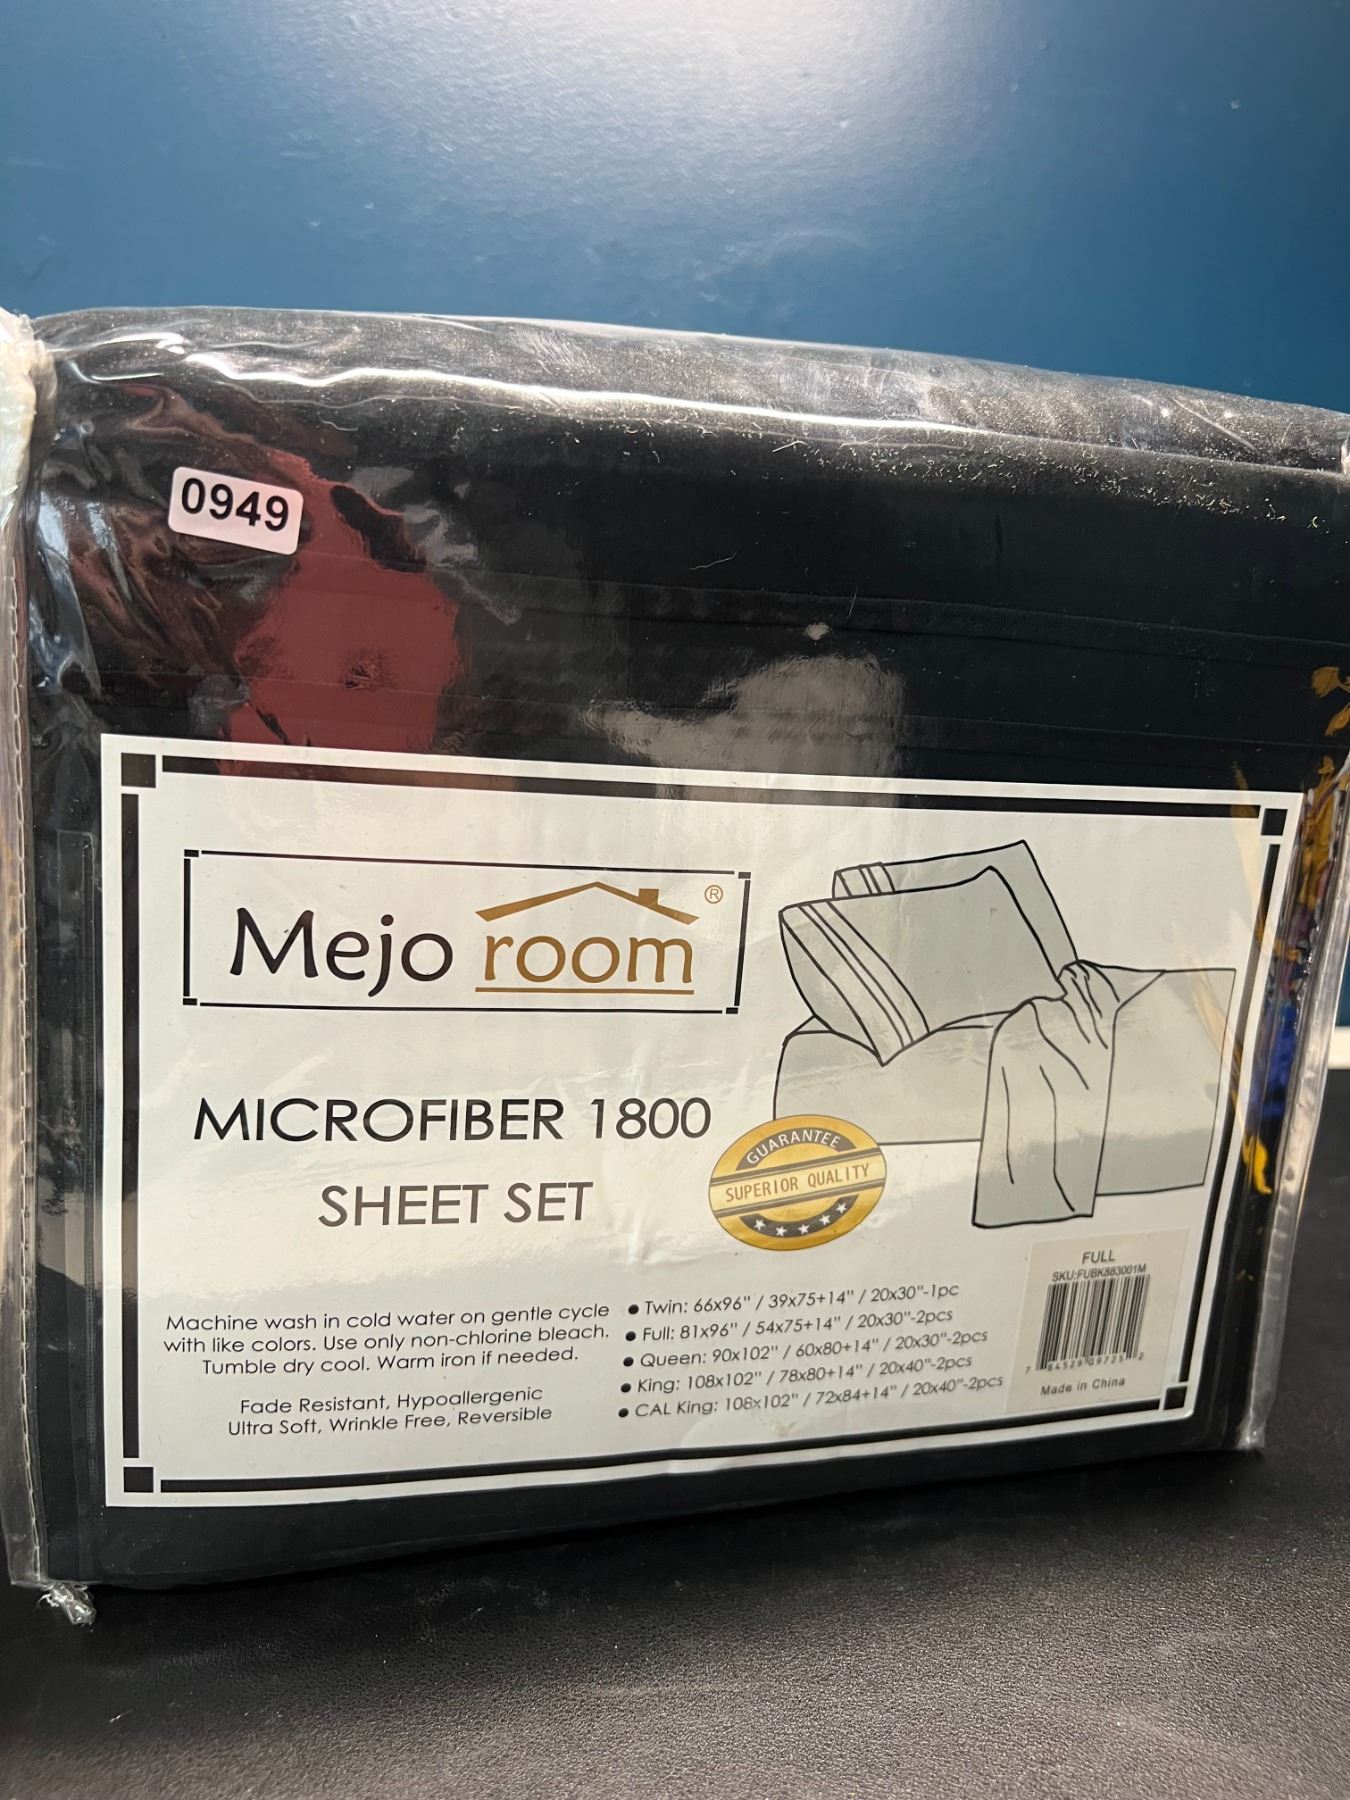 0949
Mejo room ®
MICROFIBER 1800
SHEET SET
GUARANTEE
SUPERIOR QUALITY
Machine wash in cold water on gentle cycle
with like colors. Use only non-chlorine bleach.
Tumble dry cool. Warm iron if needed.
Fade Resistant, Hypoallergenic
Ultra Soft, Wrinkle Free, Reversible
● Twin: 66x96" / 39x75+14" / 20x30"-1pc
● Full: 81x96" / 54x75+14" / 20x30"-2pcs
● Queen: 90x102" / 60x80+14" / 20x30"-2pcs
● King: 108x102" / 78x80+14" / 20x40"-2pcs
● CAL King: 108x102" / 72x84+14" / 20x40"-2pcs
FULL
SKU:FUBK883001M
Made in China